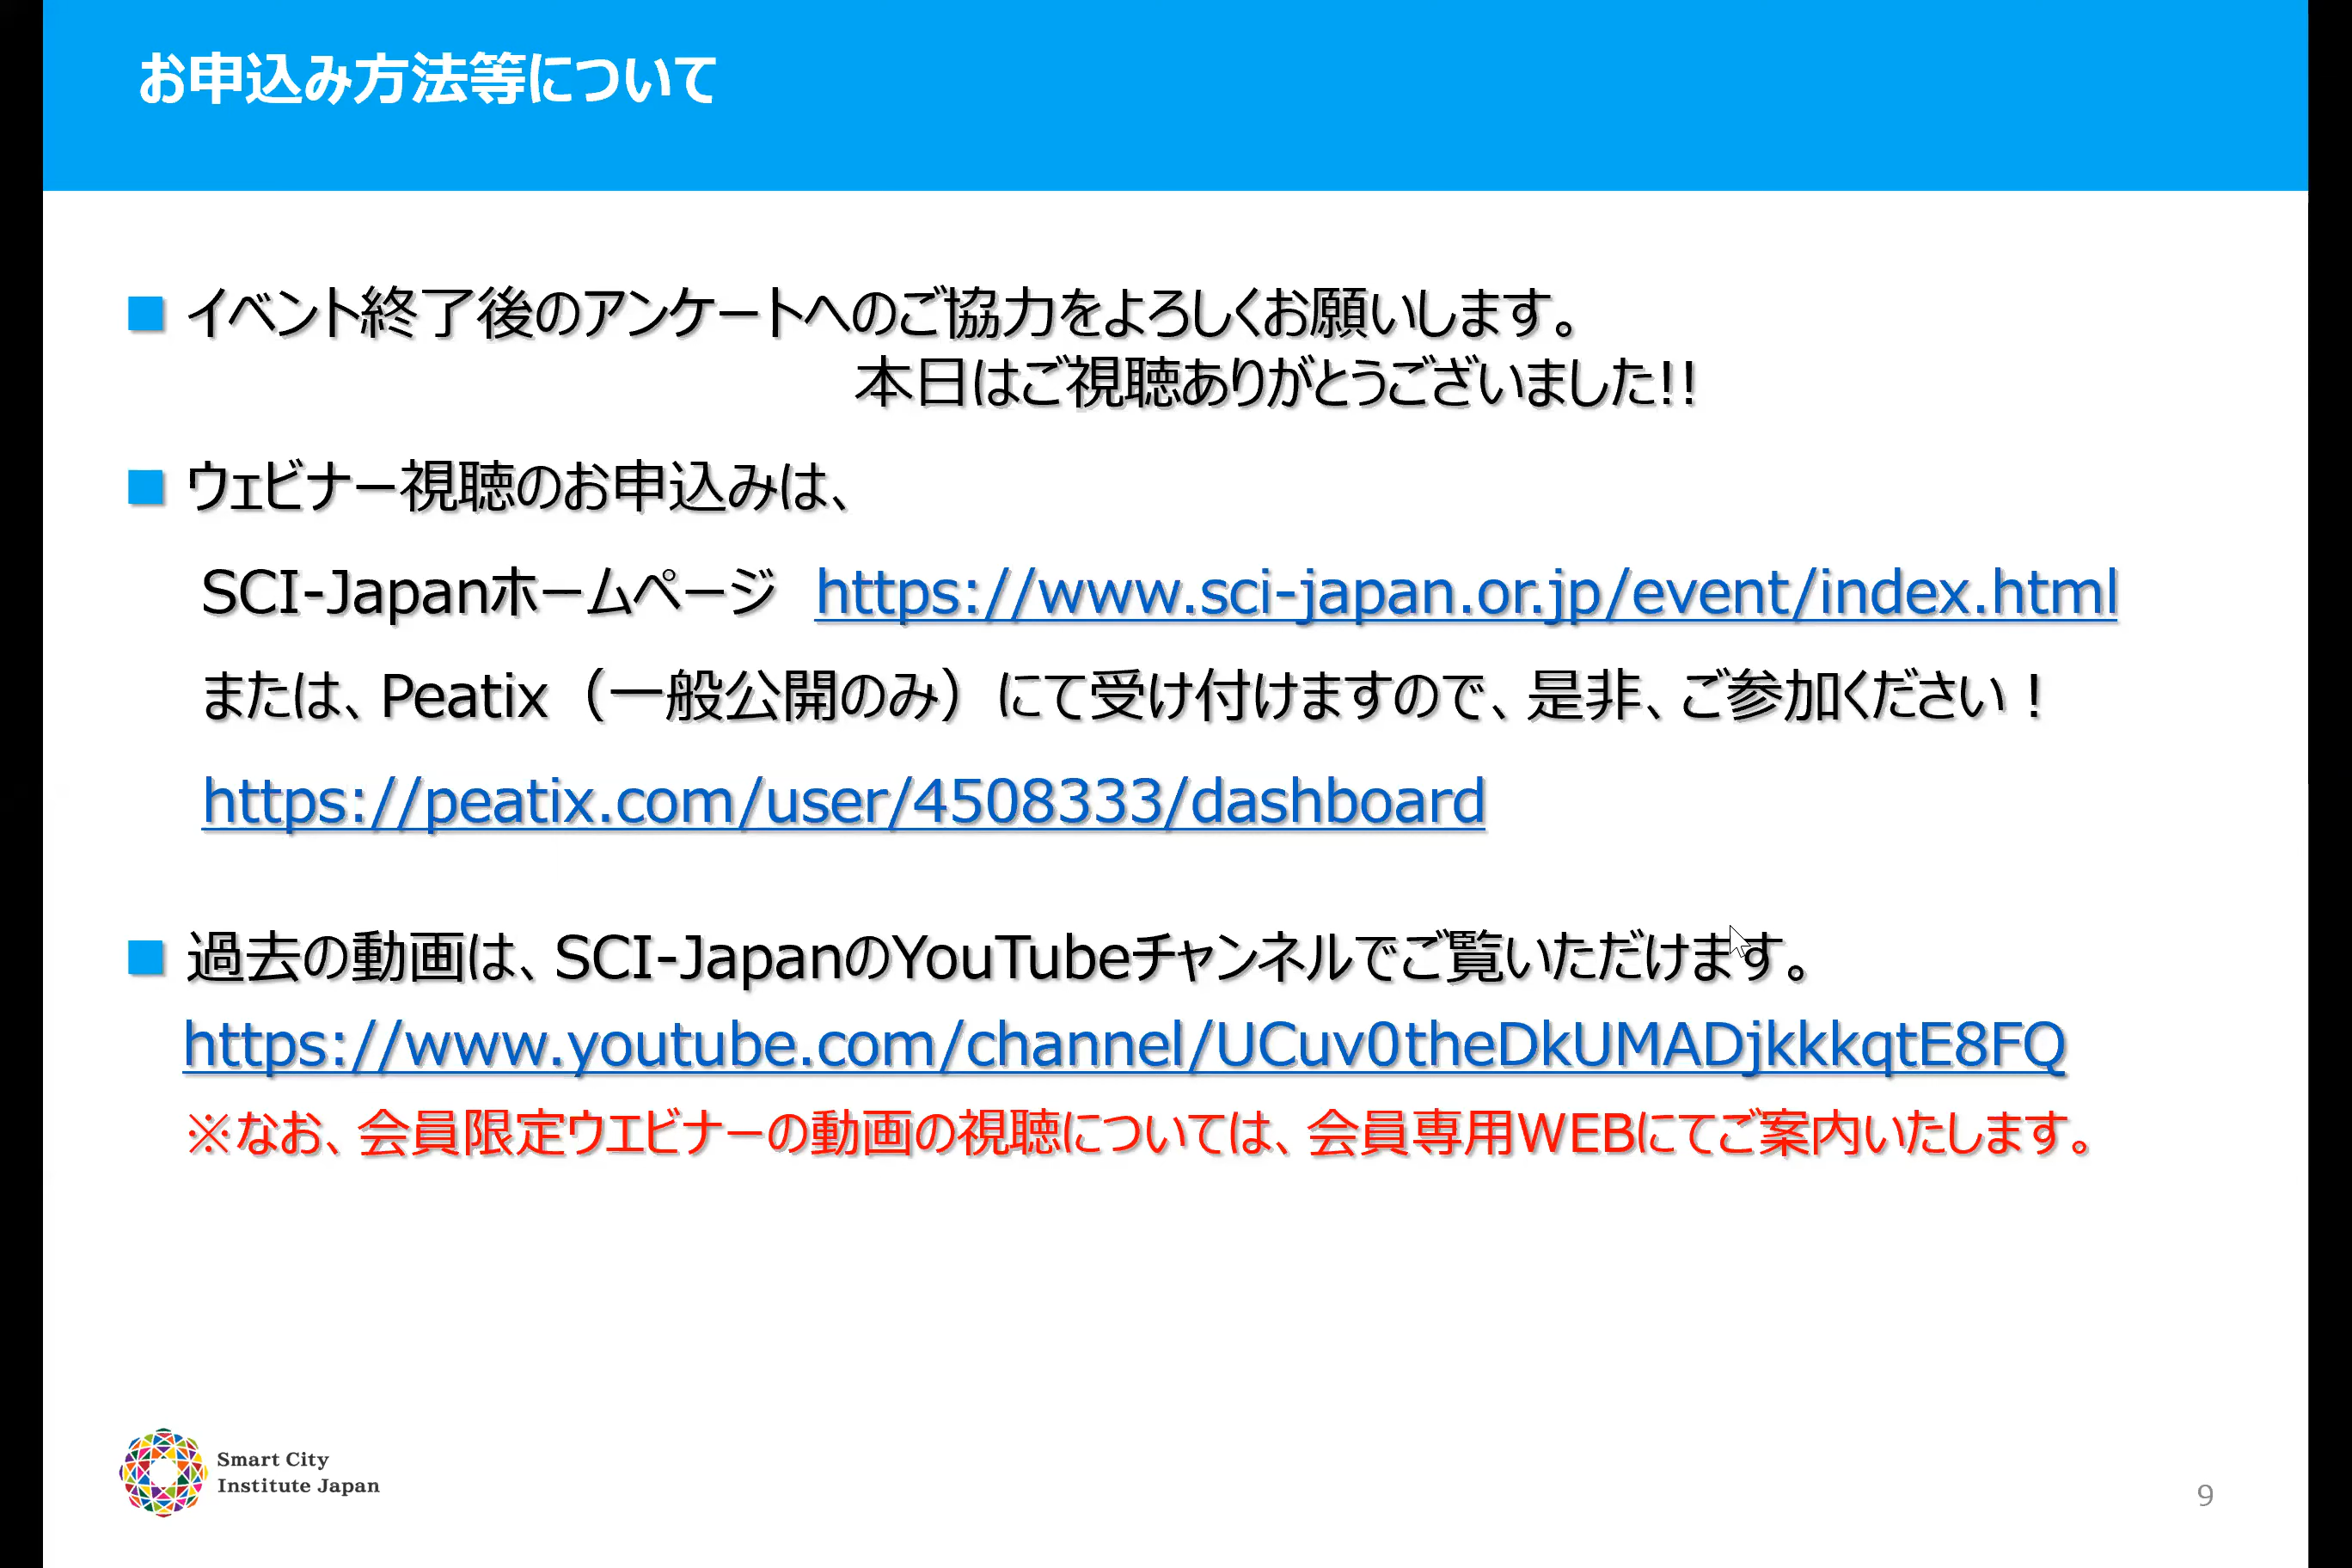 お申込み方法等について
■ イベント終了後のアンケートへのご協力をよろしくお願いします。
本日はご視聴ありがとうございました!!
■ ウェビナー視聴のお申込みは、
SCI-Japanホームページ https://www.sci-japan.or.jp/event/index.html
または、Peatix（一般公開のみ）にて受け付けますので、是非、ご参加ください！
https://peatix.com/user/4508333/dashboard
■ 過去の動画は、SCI-JapanのYouTubeチャンネルでご覧いただけます。
https://www.youtube.com/channel/UCuv0theDkUMADjkkkqtE8FQ
※なお、会員限定ウエビナーの動画の視聴については、会員専用WEBにてご案内いたします。
Smart City
Institute Japan
9